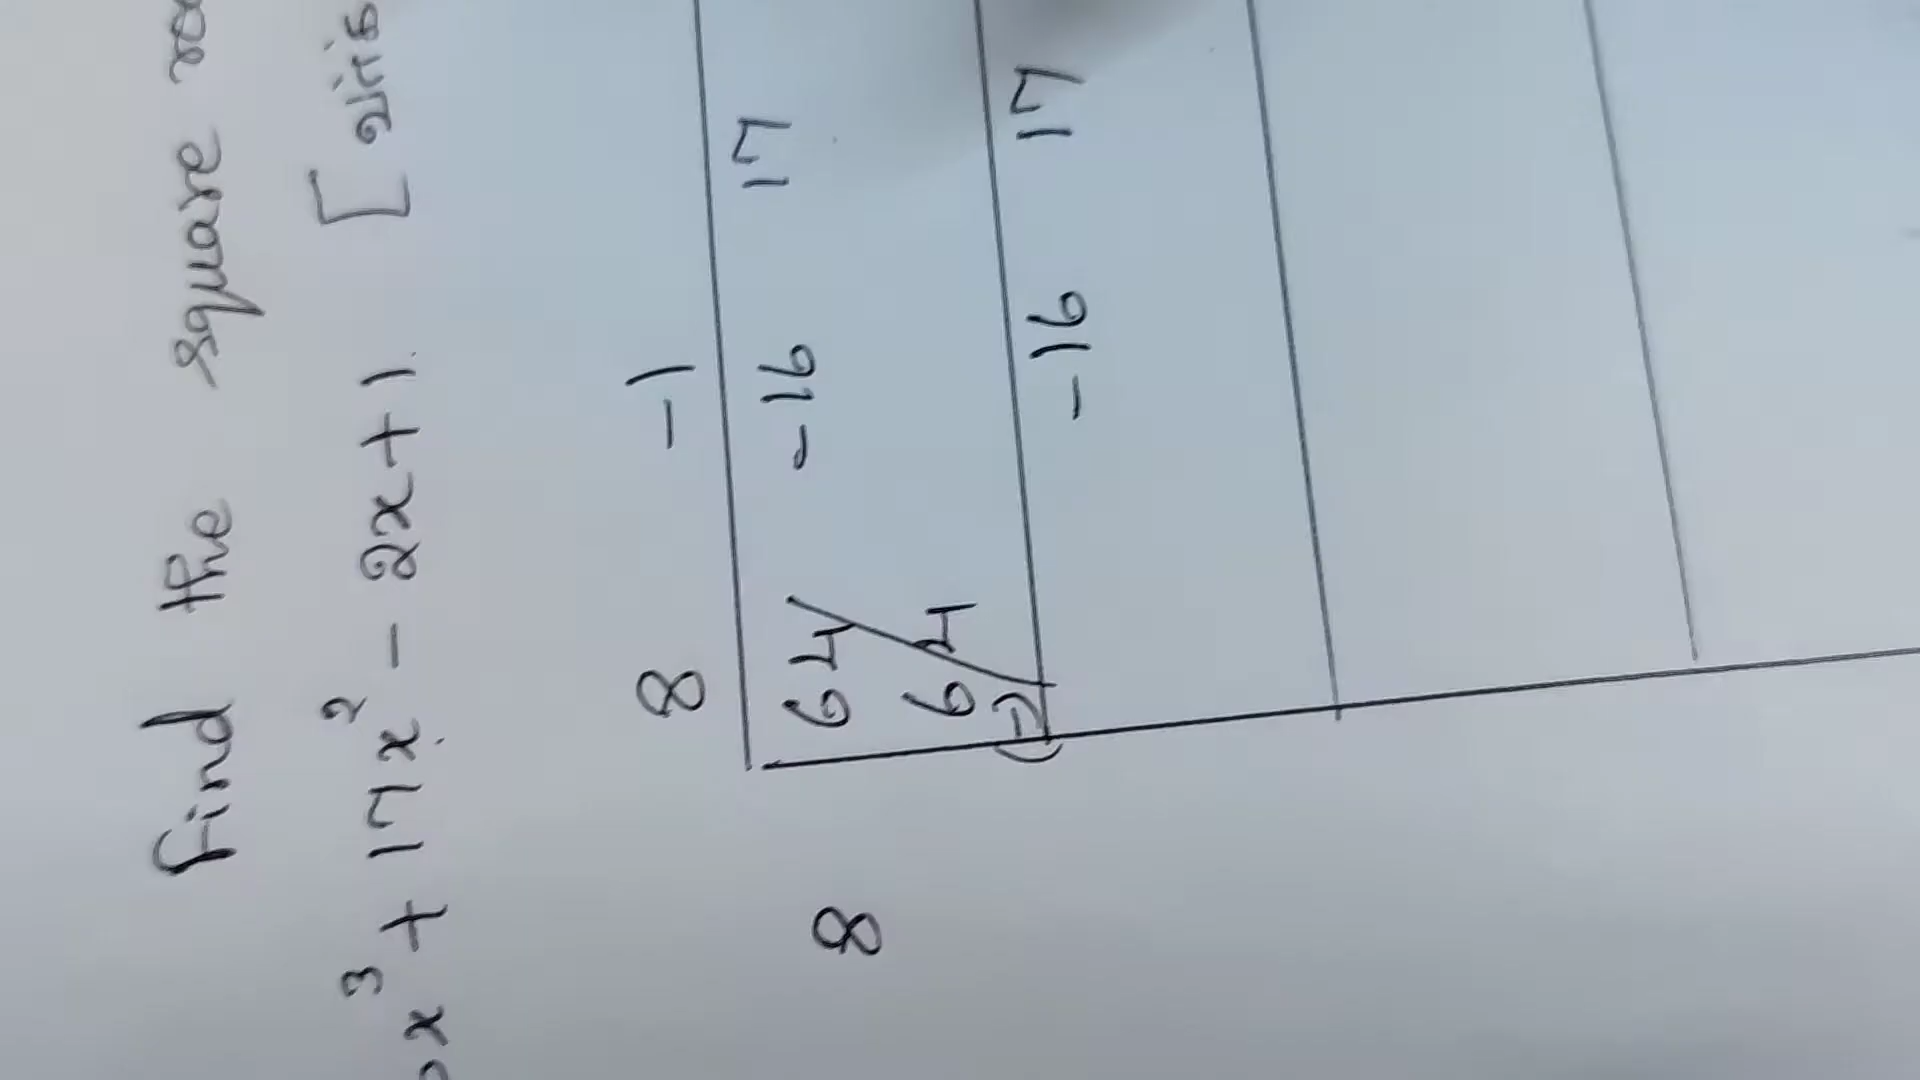 Find the square
x³ + 17x² - 2x + 1. [
8 -1
8 64 -16 17
64
(-)
-16 17